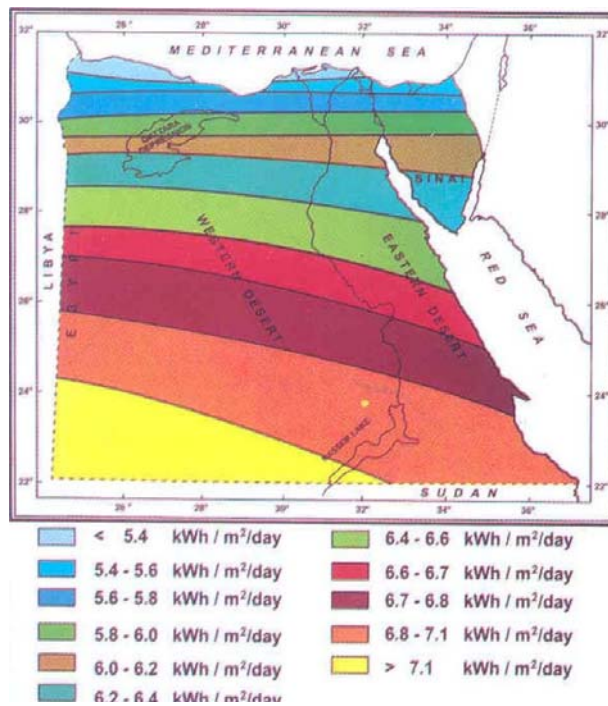 26° 28° 30° 32° 34° 36°
MEDITERRANEAN SEA
30°
30°
QATTARA
DEPRESSION
SINAI
28°
28°
WESTERN DESERT
EASTERN DESERT
RED SEA
LIBYA
EGYPT
26°
26°
24°
24°
NASSER LAKE
22°
22°
SUDAN
26° 28° 30° 32° 34° 36°
< 5.4 kWh / m²/day
5.4 - 5.6 kWh / m²/day
5.6 - 5.8 kWh / m²/day
5.8 - 6.0 kWh / m²/day
6.0 - 6.2 kWh / m²/day
6.2 - 6.4 kWh / m²/day
6.4 - 6.6 kWh / m²/day
6.6 - 6.7 kWh / m²/day
6.7 - 6.8 kWh / m²/day
6.8 - 7.1 kWh / m²/day
> 7.1 kWh / m²/day